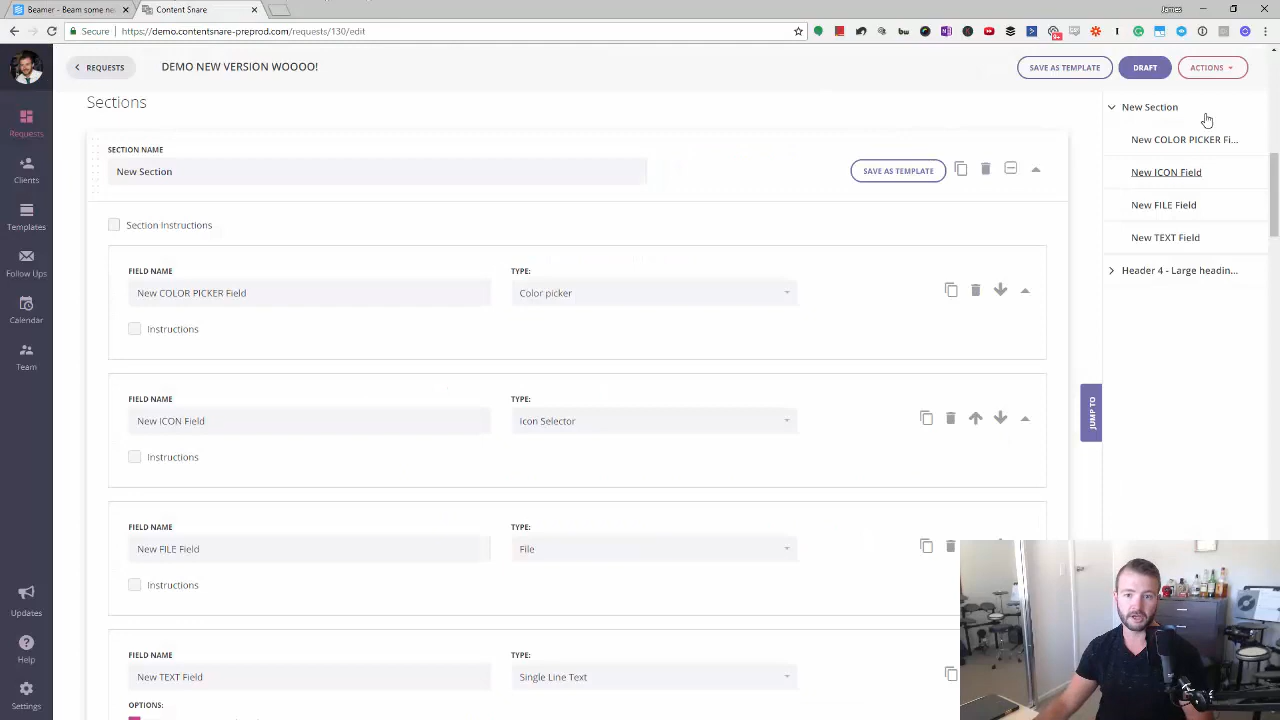 Beamer - Beam some ne
Content Snare
Jameson
Secure
https://demo.contentsnare-preprod.com/requests/130/edit
REQUESTS
DEMO NEW VERSION WOOOO!
SAVE AS TEMPLATE
DRAFT
ACTIONS
Requests
Clients
Templates
Follow Ups
Calendar
Team
Updates
Help
Settings
Sections
SECTION NAME
New Section
SAVE AS TEMPLATE
Section Instructions
FIELD NAME
TYPE:
New COLOR PICKER Field
Color picker
Instructions
FIELD NAME
TYPE:
New ICON Field
Icon Selector
Instructions
FIELD NAME
TYPE:
New FILE Field
File
Instructions
FIELD NAME
TYPE:
New TEXT Field
Single Line Text
OPTIONS:
JUMP TO
New Section
New COLOR PICKER Fi...
New ICON Field
New FILE Field
New TEXT Field
Header 4 - Large headin...